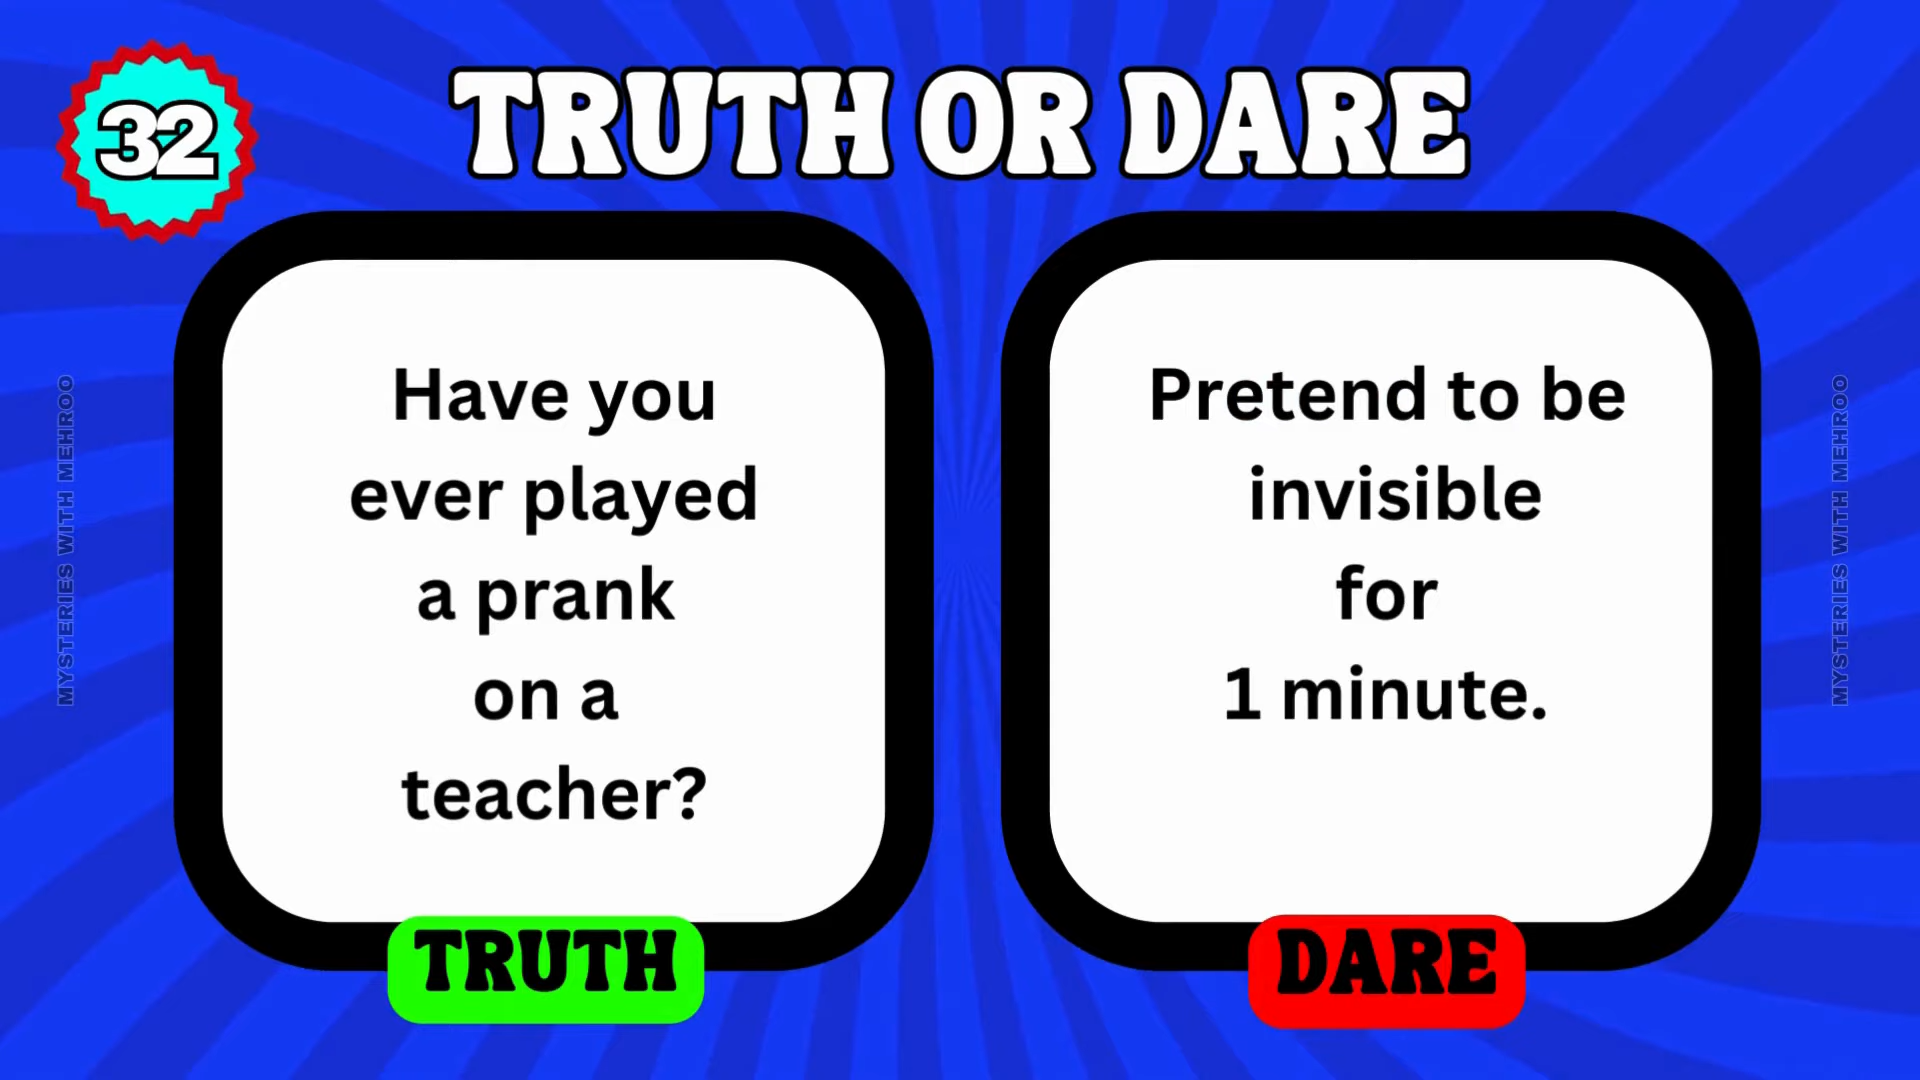 32
TRUTH OR DARE
Have you
ever played
a prank
on a
teacher?
TRUTH
Pretend to be
invisible
for
1 minute.
DARE
MYSTERIES WITH MEHROO
MYSTERIES WITH MEHROO